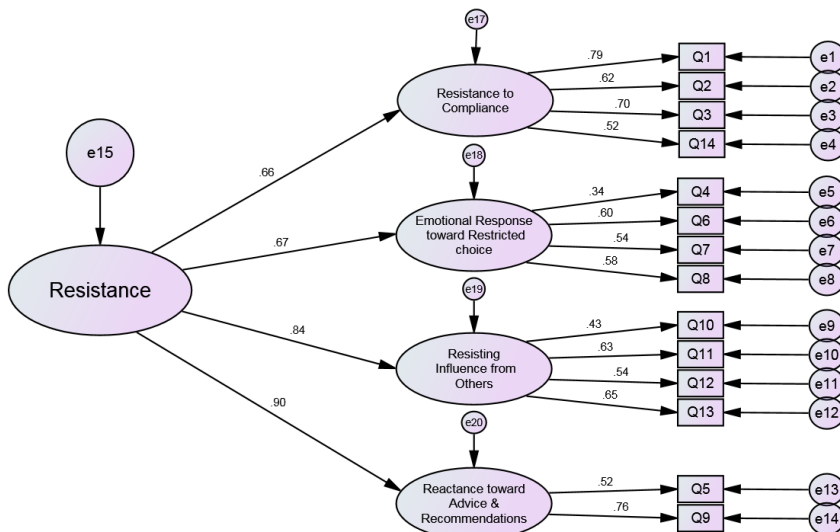 e17
.79
Q1
e1
.62
Q2
e2
Resistance to
Compliance
.70
Q3
e3
.52
Q14
e4
e15
.66
e18
.34
Q4
e5
.60
Q6
e6
Emotional Response
toward Restricted
choice
.67
.54
Q7
e7
.58
Q8
e8
Resistance
e19
.84
.43
Q10
e9
.63
Q11
e10
Resisting
Influence from
Others
.54
Q12
e11
.65
Q13
e12
.90
e20
.52
Q5
e13
Reactance toward
Advice &
Recommendations
.76
Q9
e14